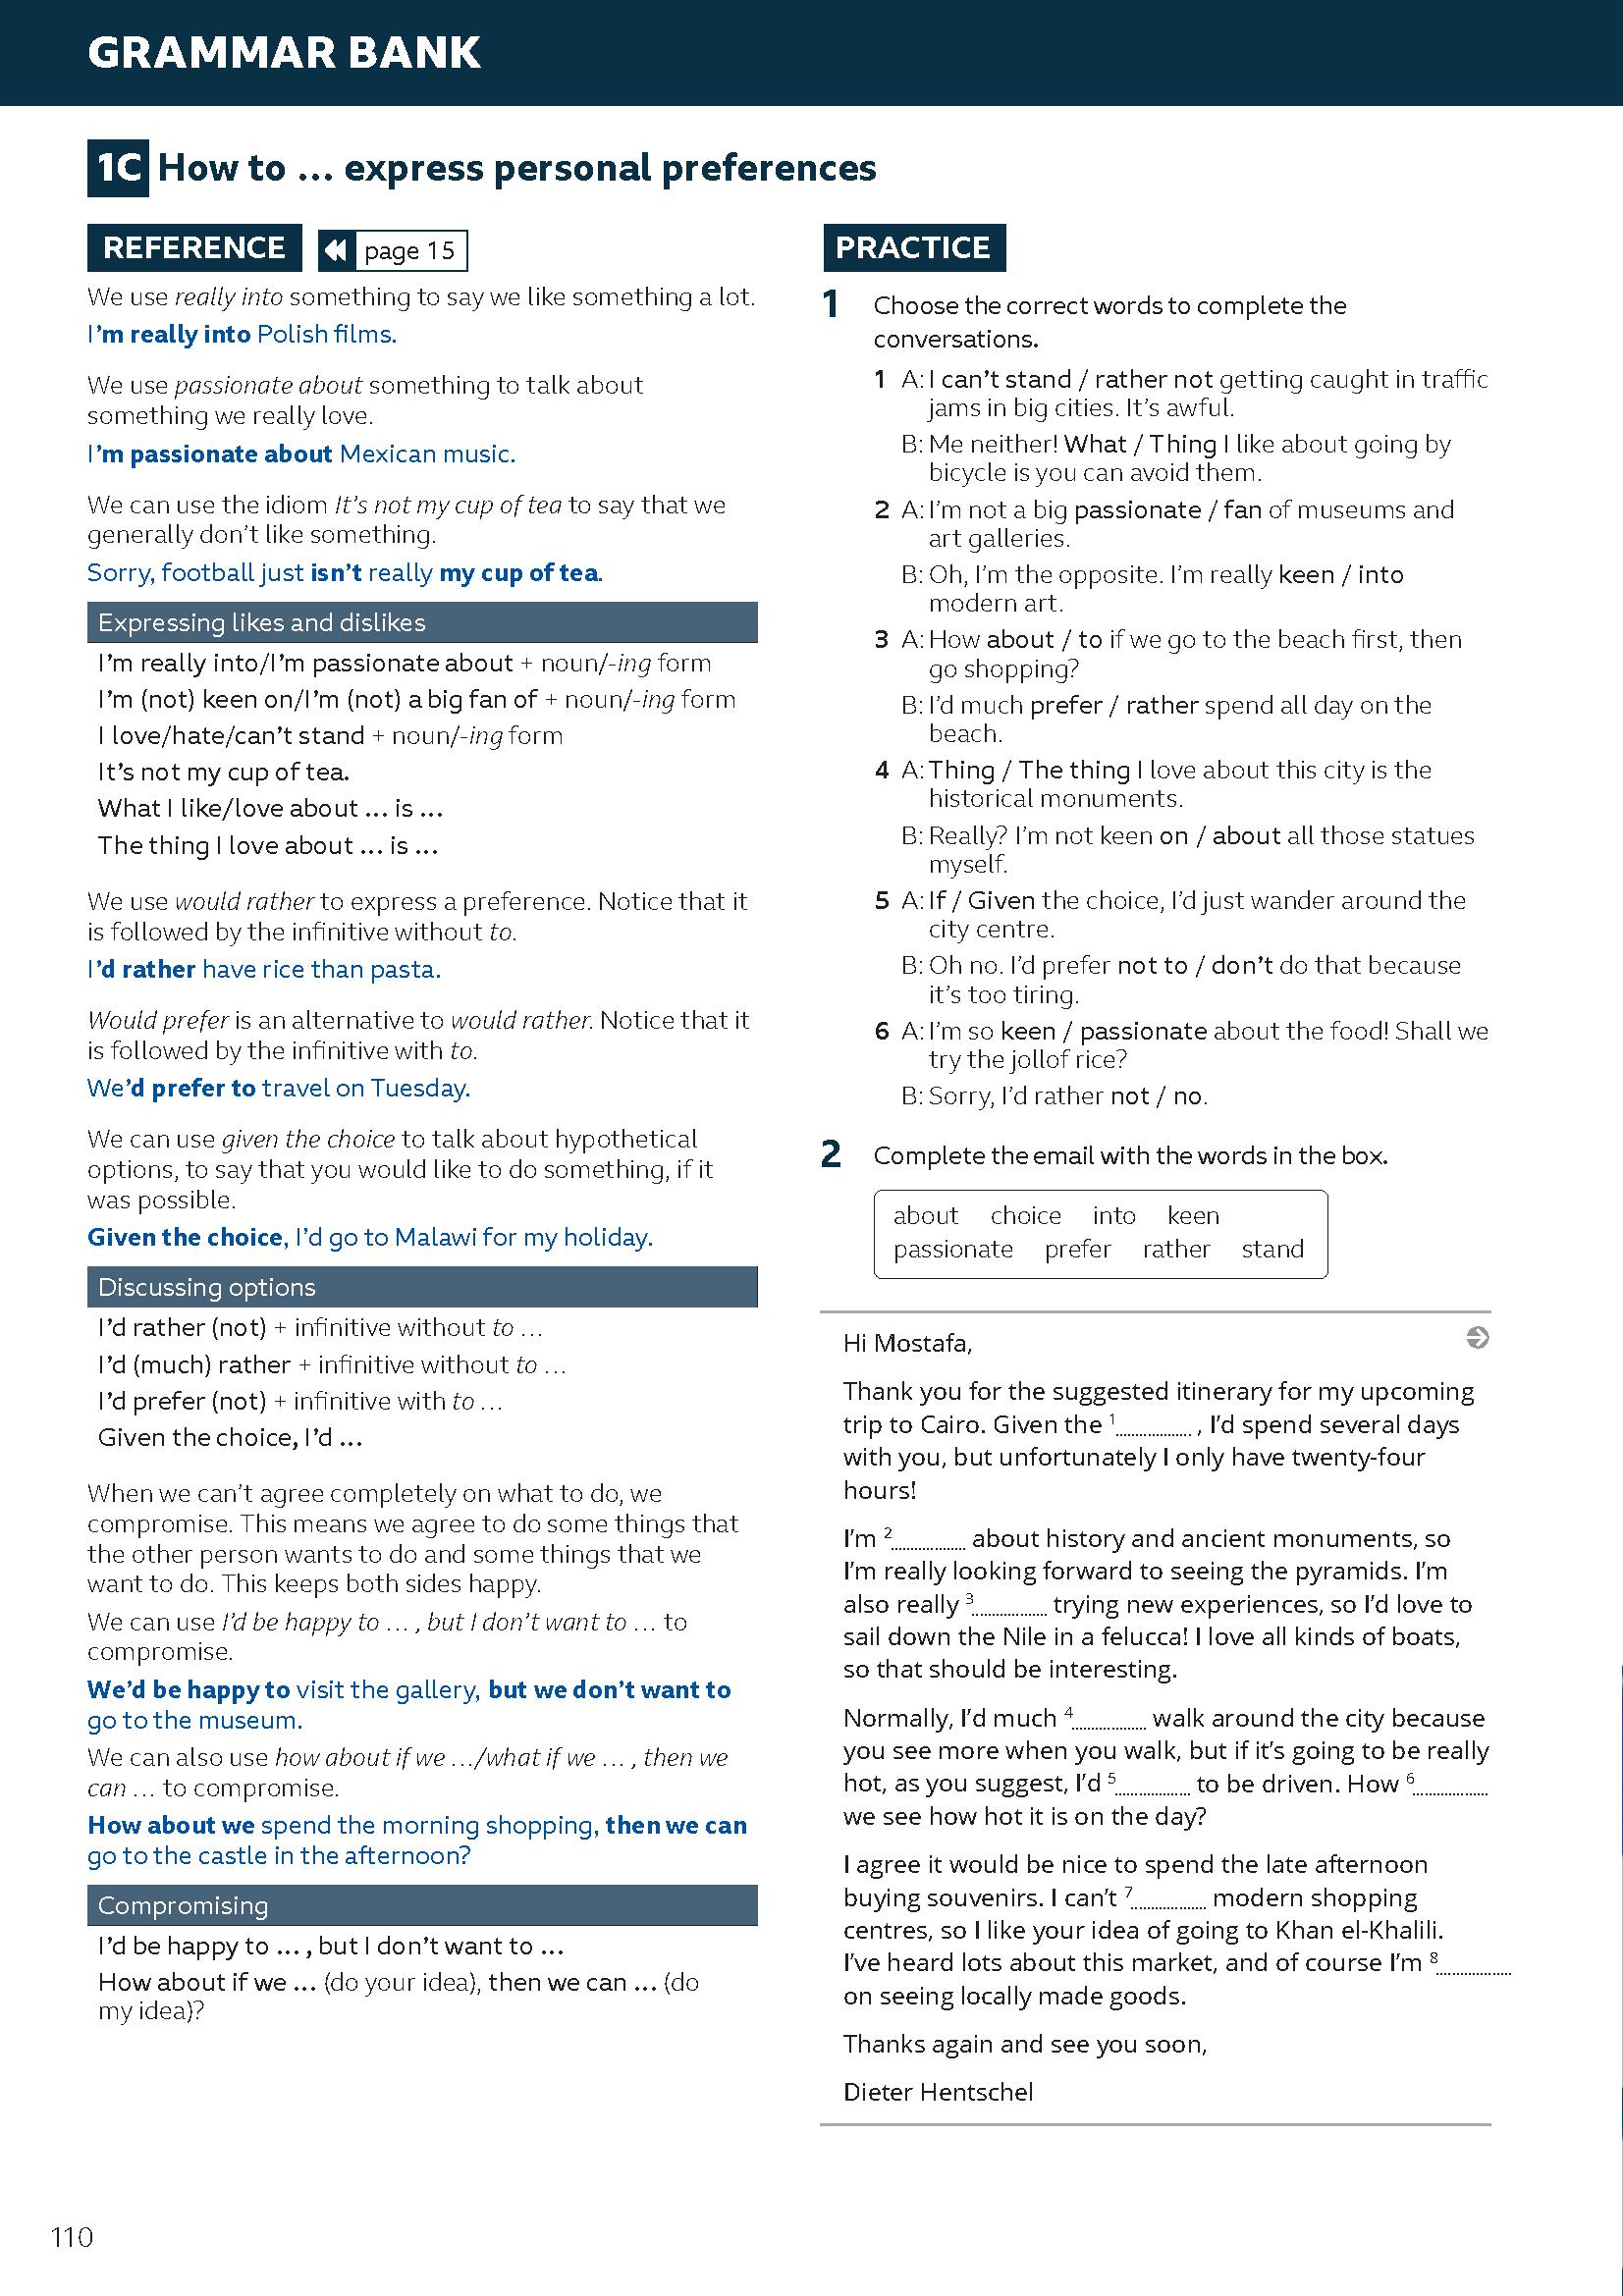 GRAMMAR BANK
1C How to … express personal preferences
REFERENCE page 15
We use really into something to say we like something a lot.
I'm really into Polish films.
We use passionate about something to talk about
something we really love.
I'm passionate about Mexican music.
We can use the idiom It's not my cup of tea to say that we
generally don't like something.
Sorry, football just isn't really my cup of tea.
Expressing likes and dislikes
I'm really into/I'm passionate about + noun/-ing form
I'm (not) keen on/I'm (not) a big fan of + noun/-ing form
I love/hate/can't stand + noun/-ing form
It's not my cup of tea.
What I like/love about … is …
The thing I love about … is …
We use would rather to express a preference. Notice that it
is followed by the infinitive without to.
I'd rather have rice than pasta.
Would prefer is an alternative to would rather. Notice that it
is followed by the infinitive with to.
We'd prefer to travel on Tuesday.
We can use given the choice to talk about hypothetical
options, to say that you would like to do something, if it
was possible.
Given the choice, I'd go to Malawi for my holiday.
Discussing options
I'd rather (not) + infinitive without to …
I'd (much) rather + infinitive without to …
I'd prefer (not) + infinitive with to …
Given the choice, I'd …
When we can't agree completely on what to do, we
compromise. This means we agree to do some things that
the other person wants to do and some things that we
want to do. This keeps both sides happy.
We can use I'd be happy to … , but I don't want to … to
compromise.
We'd be happy to visit the gallery, but we don't want to
go to the museum.
We can also use how about if we …/what if we … , then we
can … to compromise.
How about we spend the morning shopping, then we can
go to the castle in the afternoon?
Compromising
I'd be happy to … , but I don't want to …
How about if we … (do your idea), then we can … (do
my idea)?
PRACTICE
1 Choose the correct words to complete the
conversations.
1 A: I can't stand / rather not getting caught in traffic
jams in big cities. It's awful.
B: Me neither! What / Thing I like about going by
bicycle is you can avoid them.
2 A: I'm not a big passionate / fan of museums and
art galleries.
B: Oh, I'm the opposite. I'm really keen / into
modern art.
3 A: How about / to if we go to the beach first, then
go shopping?
B: I'd much prefer / rather spend all day on the
beach.
4 A: Thing / The thing I love about this city is the
historical monuments.
B: Really? I'm not keen on / about all those statues
myself.
5 A: If / Given the choice, I'd just wander around the
city centre.
B: Oh no. I'd prefer not to / don't do that because
it's too tiring.
6 A: I'm so keen / passionate about the food! Shall we
try the jollof rice?
B: Sorry, I'd rather not / no.
2 Complete the email with the words in the box.
about choice into keen
passionate prefer rather stand
Hi Mostafa,
Thank you for the suggested itinerary for my upcoming
trip to Cairo. Given the 1.................. , I'd spend several days
with you, but unfortunately I only have twenty-four
hours!
I'm 2.................. about history and ancient monuments, so
I'm really looking forward to seeing the pyramids. I'm
also really 3.................. trying new experiences, so I'd love to
sail down the Nile in a felucca! I love all kinds of boats,
so that should be interesting.
Normally, I'd much 4.................. walk around the city because
you see more when you walk, but if it's going to be really
hot, as you suggest, I'd 5.................. to be driven. How 6..................
we see how hot it is on the day?
I agree it would be nice to spend the late afternoon
buying souvenirs. I can't 7.................. modern shopping
centres, so I like your idea of going to Khan el-Khalili.
I've heard lots about this market, and of course I'm 8..................
on seeing locally made goods.
Thanks again and see you soon,
Dieter Hentschel
110